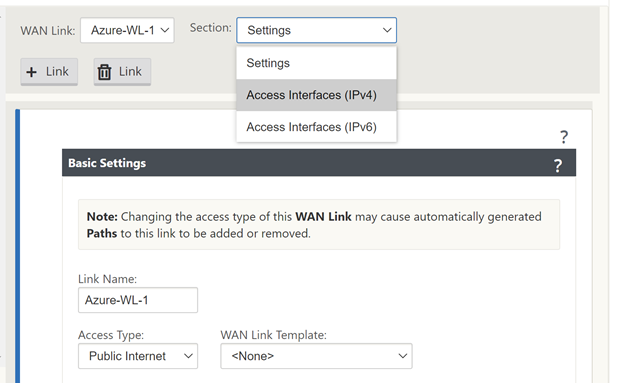 WAN Link: Azure-WL-1 Section: Settings
Settings
+ Link Link
Access Interfaces (IPv4)
Access Interfaces (IPv6)
?
Basic Settings ?
Note: Changing the access type of this WAN Link may cause automatically generated
Paths to this link to be added or removed.
Link Name:
Azure-WL-1
Access Type: WAN Link Template:
Public Internet <None>